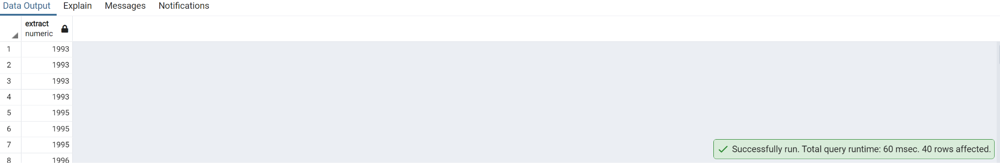 Data Output Explain Messages Notifications
extract
numeric
1 1993
2 1993
3 1993
4 1993
5 1995
6 1995
7 1995
8 1996
Successfully run. Total query runtime: 60 msec. 40 rows affected.